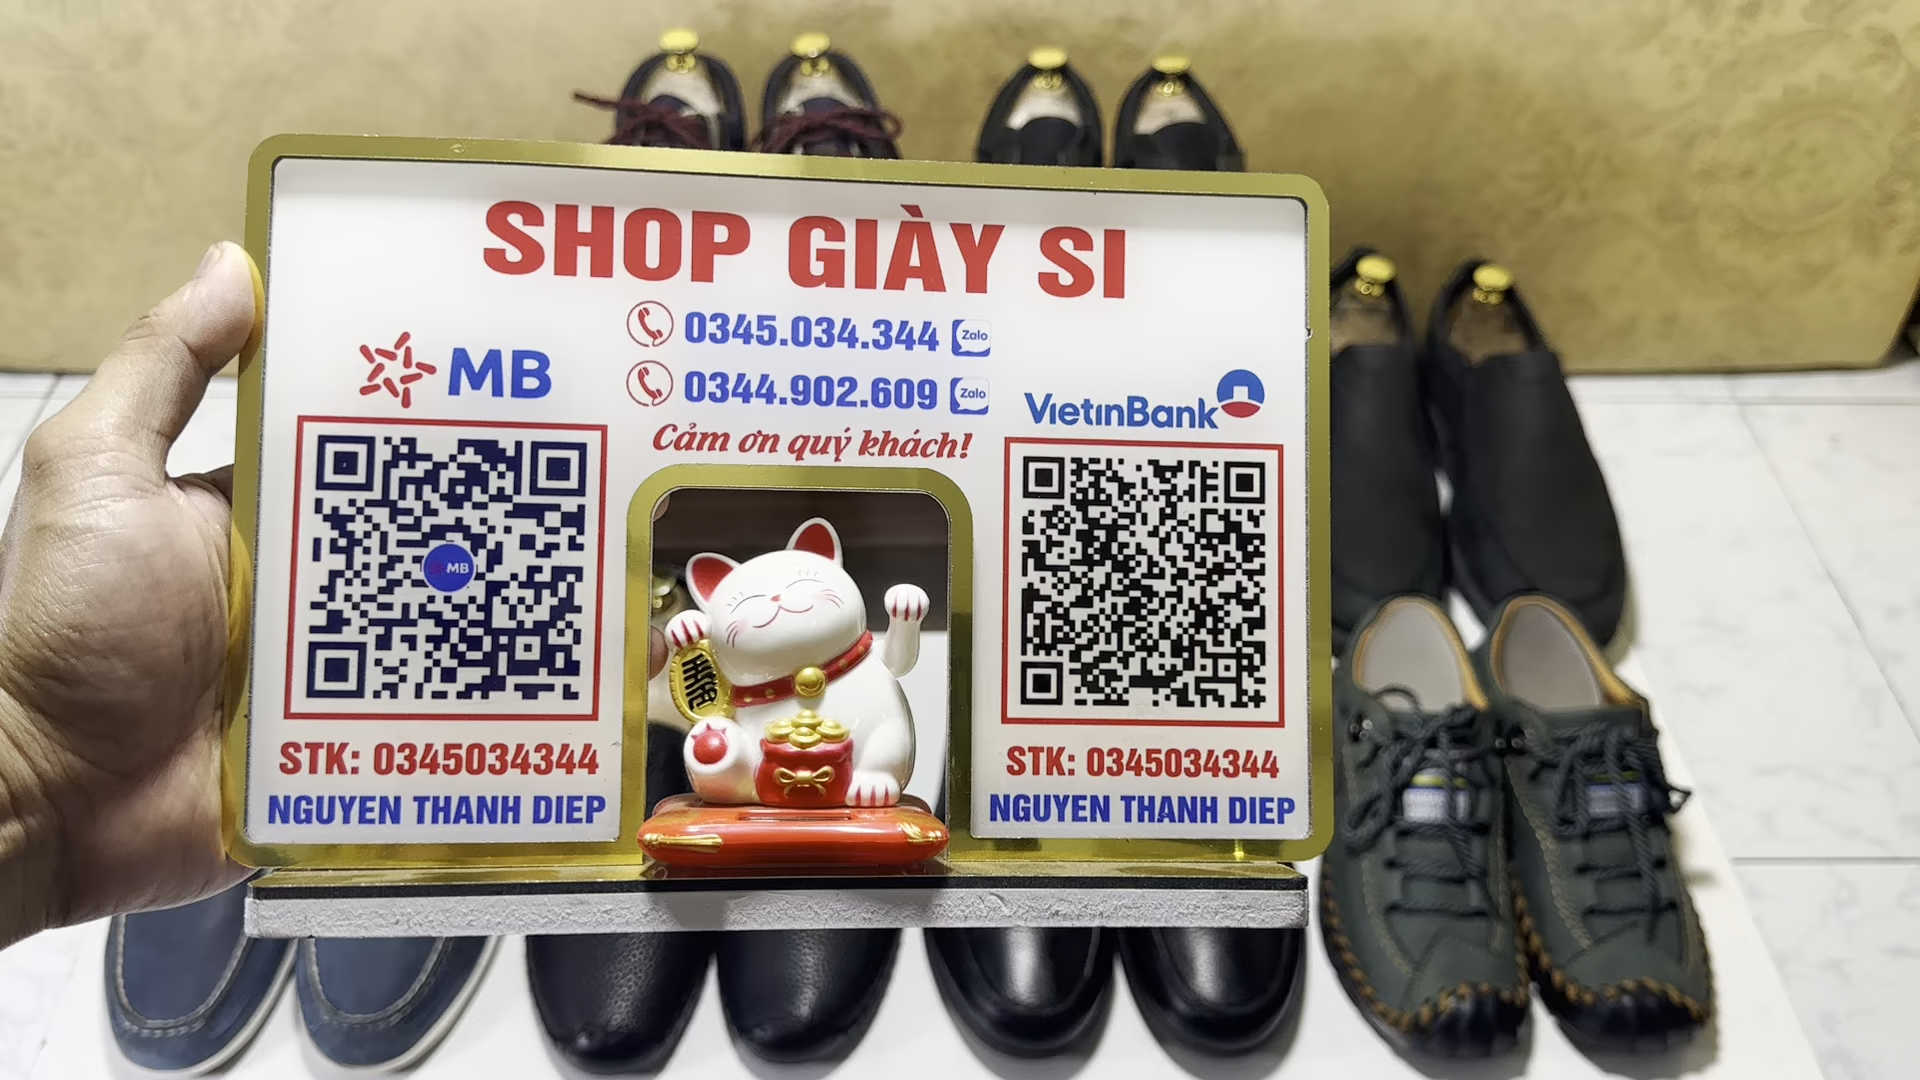 SHOP GIÀY SI
0345.034.344 Zalo
0344.902.609 Zalo
Cảm ơn quý khách!
MB
MB
STK: 0345034344
NGUYEN THANH DIEP
VietinBank
STK: 0345034344
NGUYEN THANH DIEP